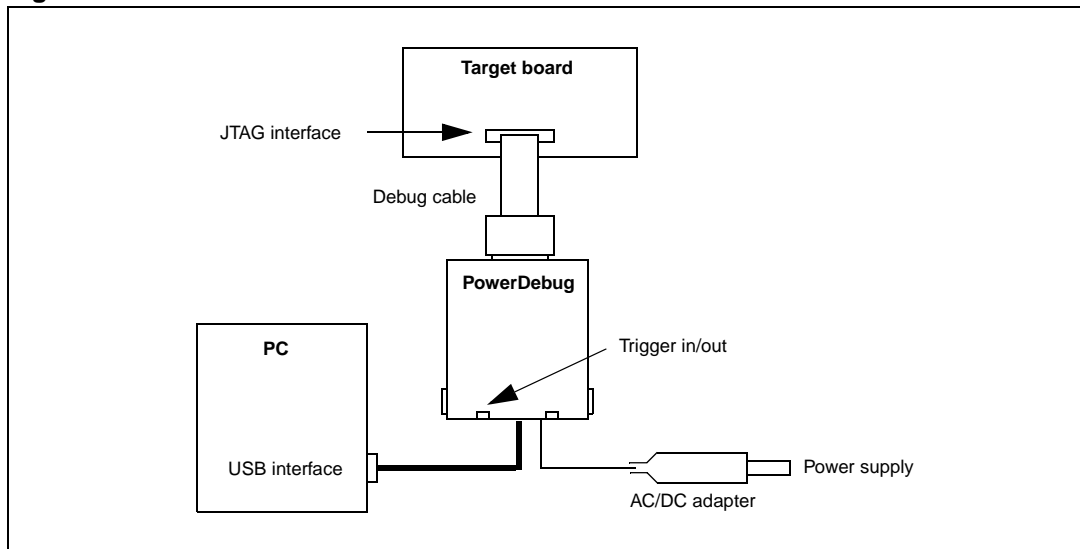 Target board
JTAG interface
Debug cable
PowerDebug
PC
Trigger in/out
USB interface
Power supply
AC/DC adapter